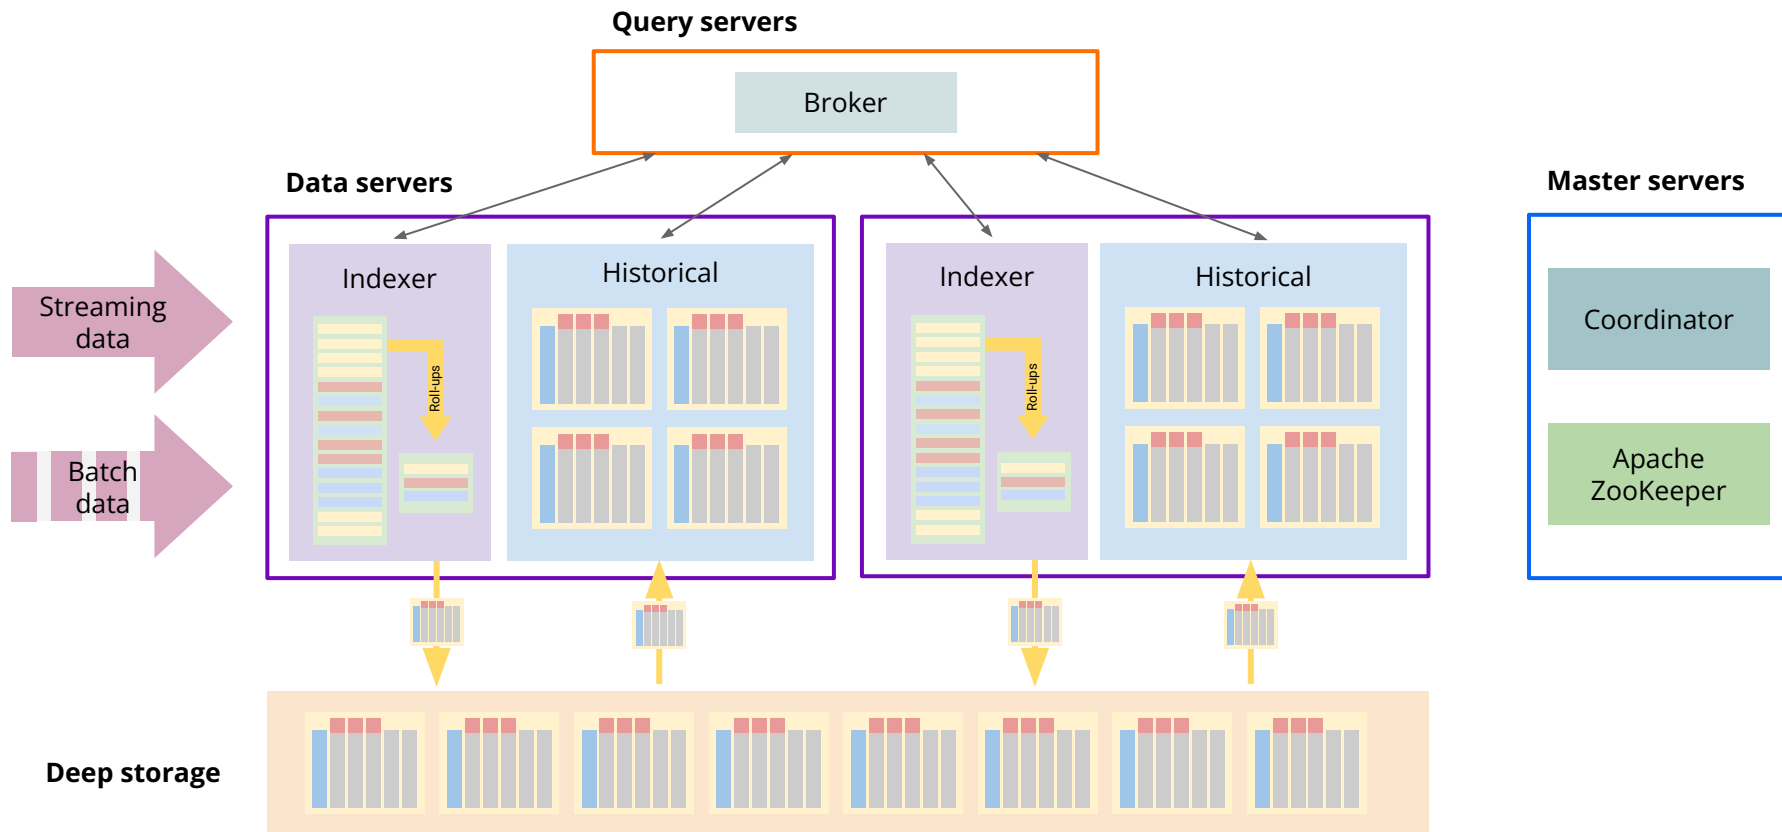 Query servers
Broker
Data servers
Master servers
Indexer
Historical
Indexer
Historical
Streaming
data
Coordinator
Roll-ups
Roll-ups
Batch
data
Apache
ZooKeeper
Deep storage